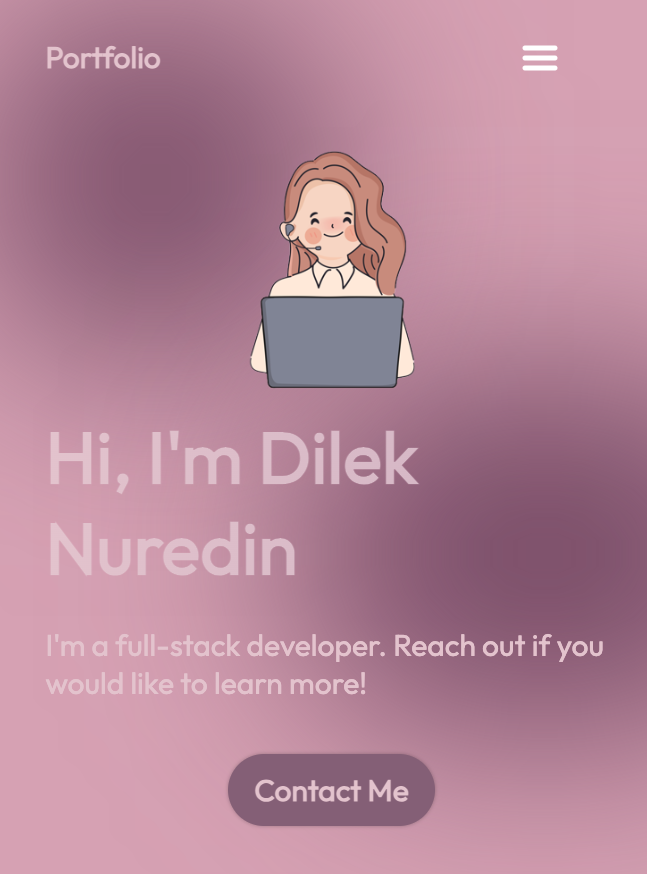 Portfolio
Hi, I'm Dilek
Nuredin
I'm a full-stack developer. Reach out if you
would like to learn more!
Contact Me